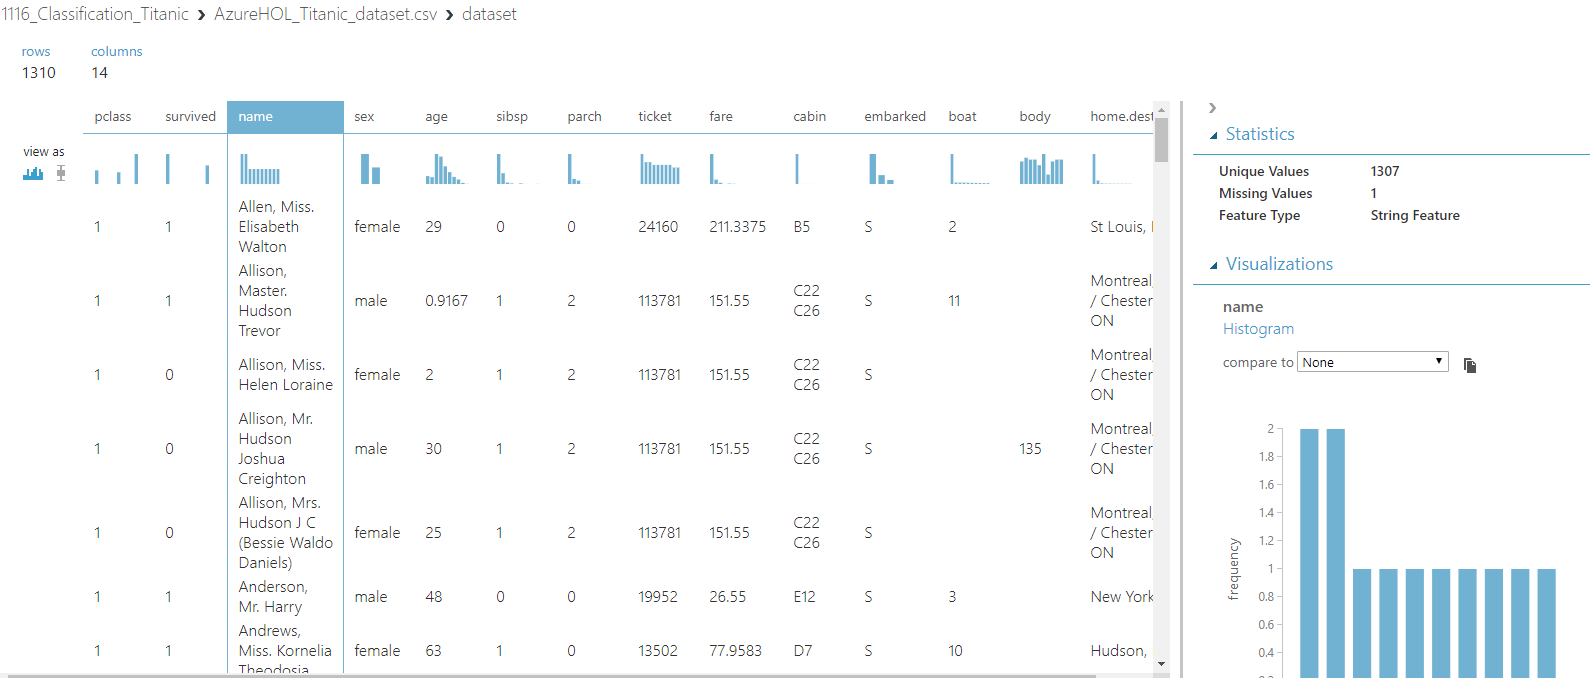 1116_Classification_Titanic › AzureHOL_Titanic_dataset.csv › dataset
rows columns
1310 14
pclass survived name sex age sibsp parch ticket fare cabin embarked boat body home.dest
view as
1 1 Allen, Miss. Elisabeth Walton female 29 0 0 24160 211.3375 B5 S 2 St Louis,
1 1 Allison, Master. Hudson Trevor male 0.9167 1 2 113781 151.55 C22 C26 S 11 Montreal, / Chester ON
1 0 Allison, Miss. Helen Loraine female 2 1 2 113781 151.55 C22 C26 S Montreal, / Chester ON
1 0 Allison, Mr. Hudson Joshua Creighton male 30 1 2 113781 151.55 C22 C26 S 135 Montreal, / Chester ON
1 0 Allison, Mrs. Hudson J C (Bessie Waldo Daniels) female 25 1 2 113781 151.55 C22 C26 S Montreal, / Chester ON
1 1 Anderson, Mr. Harry male 48 0 0 19952 26.55 E12 S 3 New York
1 1 Andrews, Miss. Kornelia Theodosia female 63 1 0 13502 77.9583 D7 S 10 Hudson,
Statistics
Unique Values 1307
Missing Values 1
Feature Type String Feature
Visualizations
name
Histogram
compare to None
frequency
2
1.8
1.6
1.4
1.2
1
0.8
0.6
0.4